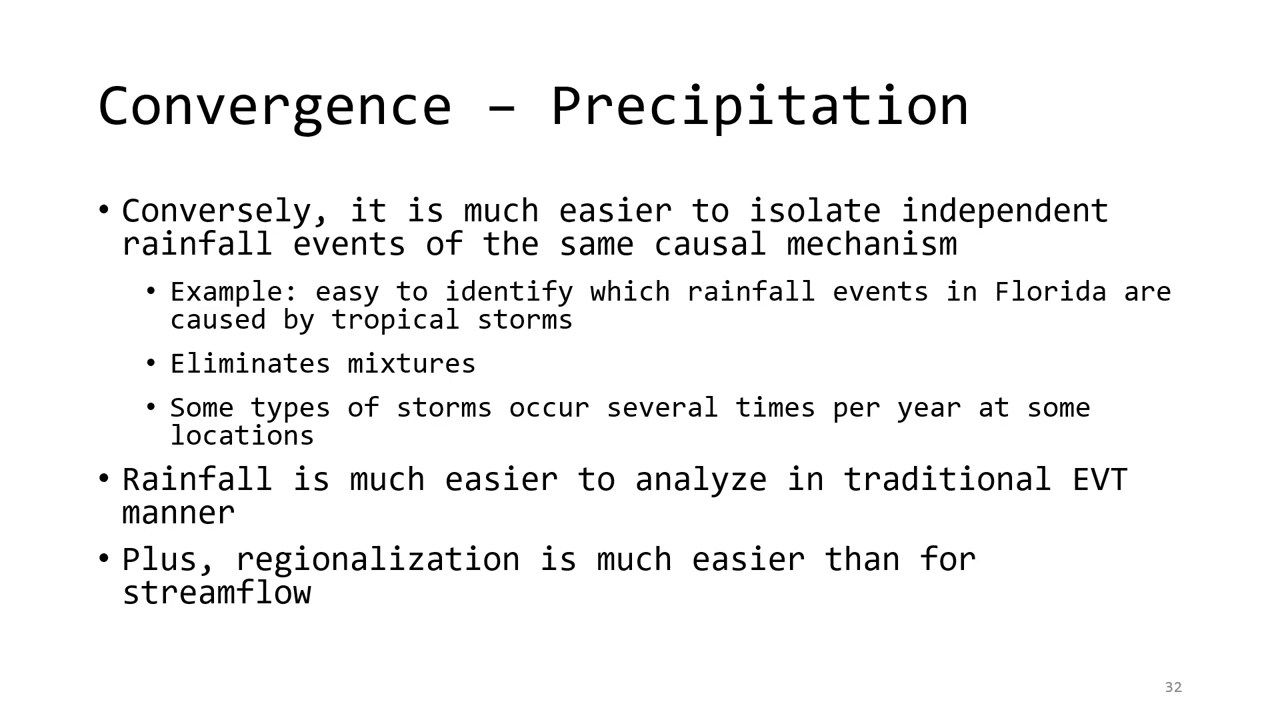 Convergence – Precipitation
• Conversely, it is much easier to isolate independent
rainfall events of the same causal mechanism
• Example: easy to identify which rainfall events in Florida are
caused by tropical storms
• Eliminates mixtures
• Some types of storms occur several times per year at some
locations
• Rainfall is much easier to analyze in traditional EVT
manner
• Plus, regionalization is much easier than for
streamflow
32